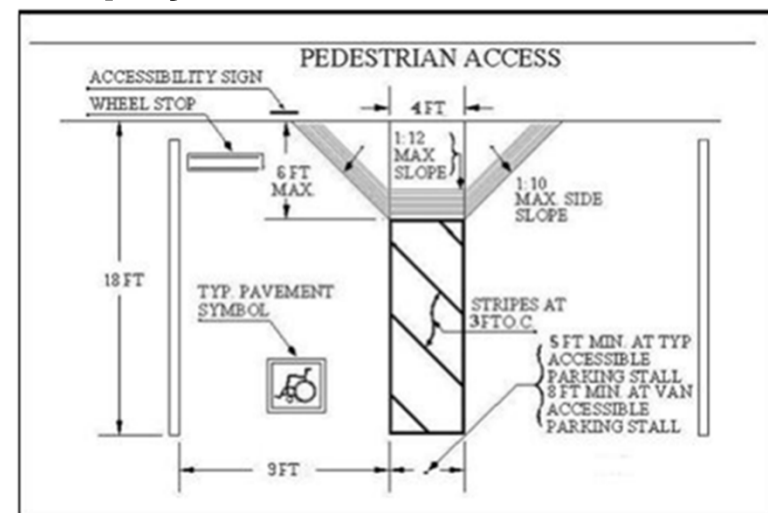 PEDESTRIAN ACCESS
ACCESSIBILITY SIGN
WHEEL STOP
4 FT
1:12
MAX
SLOPE
6 FT
MAX.
1:10
MAX. SIDE
SLOPE
18 FT
TYP. PAVEMENT
SYMBOL
STRIPES AT
3 FT O.C.
5 FT MIN. AT TYP
ACCESSIBLE
PARKING STALL
8 FT MIN. AT VAN
ACCESSIBLE
PARKING STALL
9 FT